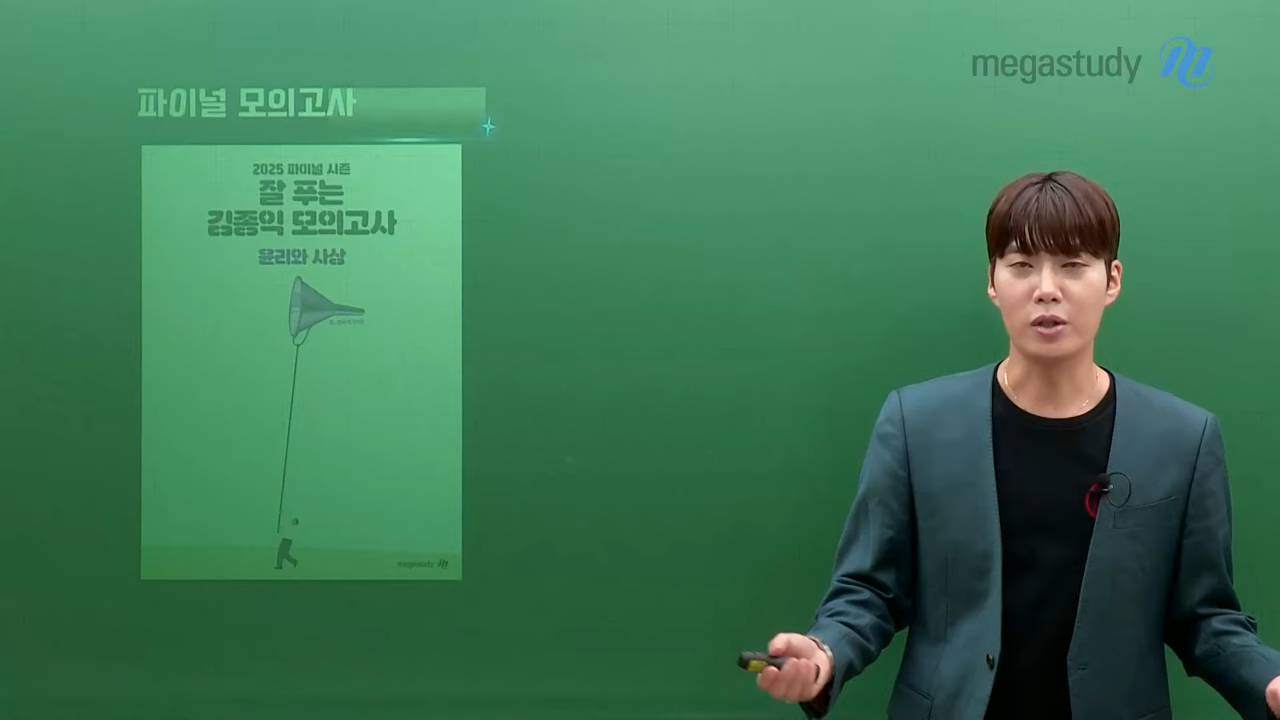 megastudy
파이널 모의고사
2025 파이널 시즌
잘 푸는
김종익 모의고사
윤리와 사상
megastudy